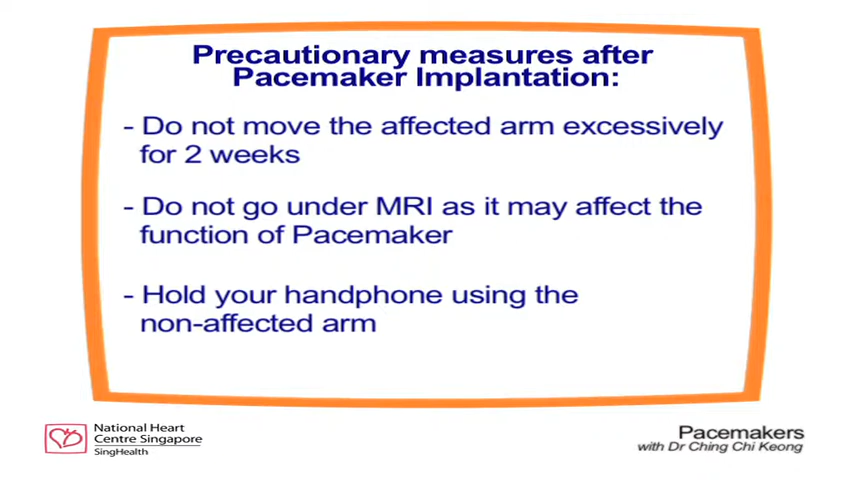 Precautionary measures after
Pacemaker Implantation:
- Do not move the affected arm excessively
for 2 weeks
- Do not go under MRI as it may affect the
function of Pacemaker
- Hold your handphone using the
non-affected arm
National Heart
Centre Singapore
SingHealth
Pacemakers
with Dr Ching Chi Keong